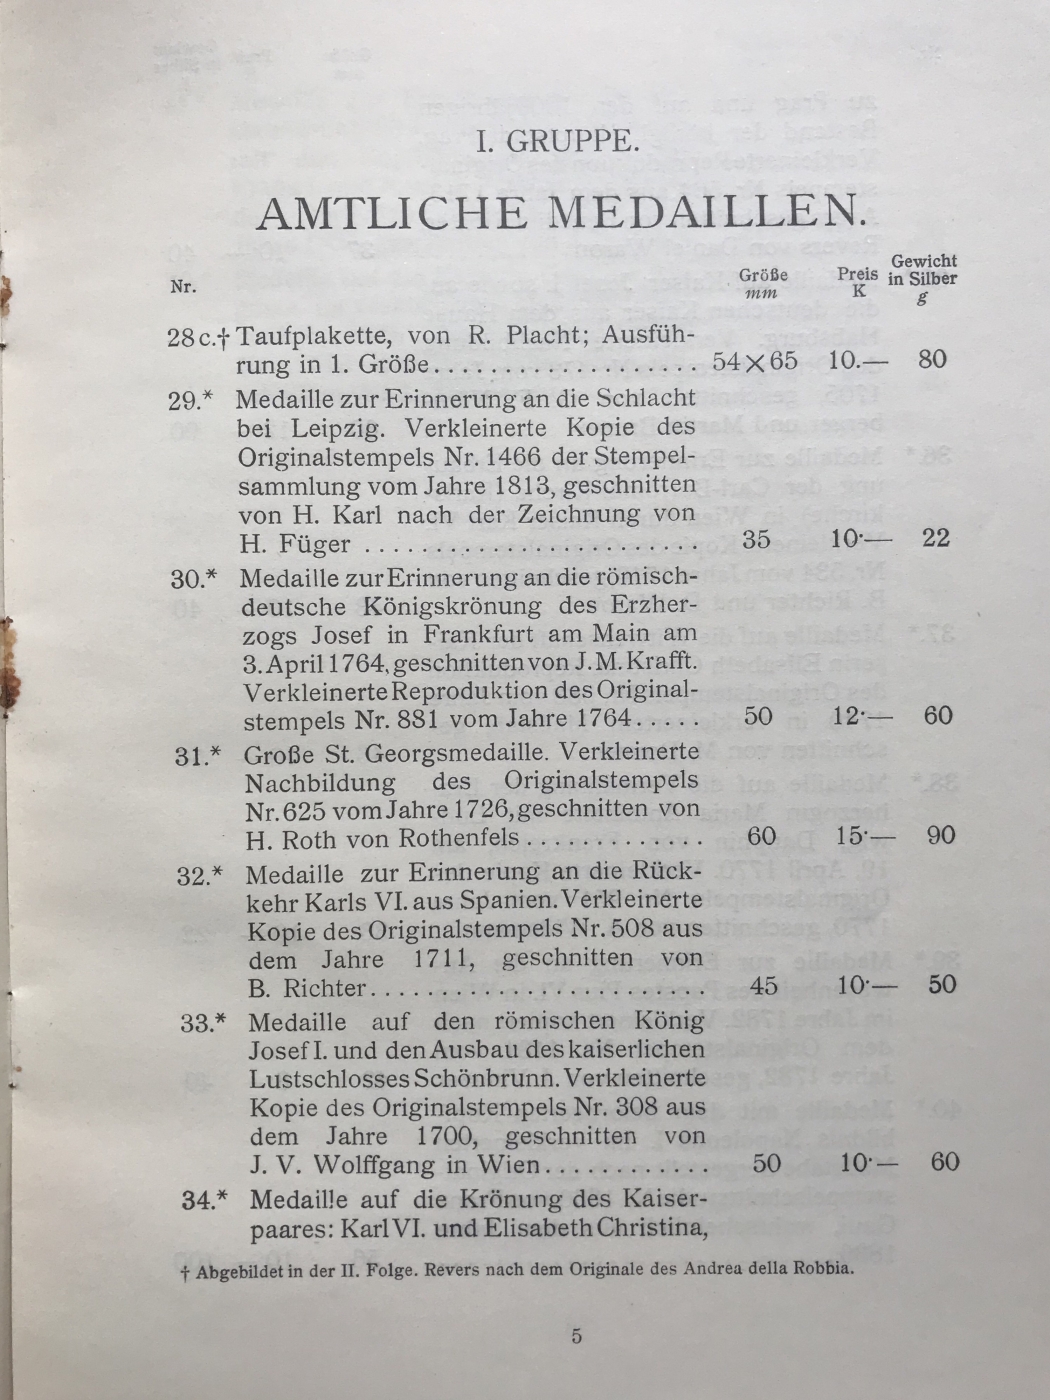 I. GRUPPE.
AMTLICHE MEDAILLEN.
Nr. Größe mm Preis K Gewicht in Silber g
28c.† Taufplakette, von R. Placht; Ausfüh-
rung in 1. Größe................... 54×65 10.— 80
29.* Medaille zur Erinnerung an die Schlacht
bei Leipzig. Verkleinerte Kopie des
Originalstempels Nr. 1466 der Stempel-
sammlung vom Jahre 1813, geschnitten
von H. Karl nach der Zeichnung von
H. Füger ........................ 35 10·— 22
30.* Medaille zur Erinnerung an die römisch-
deutsche Königskrönung des Erzher-
zogs Josef in Frankfurt am Main am
3. April 1764, geschnitten von J. M. Krafft.
Verkleinerte Reproduktion des Original-
stempels Nr. 881 vom Jahre 1764..... 50 12·— 60
31.* Große St. Georgsmedaille. Verkleinerte
Nachbildung des Originalstempels
Nr. 625 vom Jahre 1726, geschnitten von
H. Roth von Rothenfels............. 60 15·— 90
32.* Medaille zur Erinnerung an die Rück-
kehr Karls VI. aus Spanien. Verkleinerte
Kopie des Originalstempels Nr. 508 aus
dem Jahre 1711, geschnitten von
B. Richter........................ 45 10·— 50
33.* Medaille auf den römischen König
Josef I. und den Ausbau des kaiserlichen
Lustschlosses Schönbrunn. Verkleinerte
Kopie des Originalstempels Nr. 308 aus
dem Jahre 1700, geschnitten von
J. V. Wolffgang in Wien............ 50 10·— 60
34.* Medaille auf die Krönung des Kaiser-
paares: Karl VI. und Elisabeth Christina,
† Abgebildet in der II. Folge. Revers nach dem Originale des Andrea della Robbia.
5